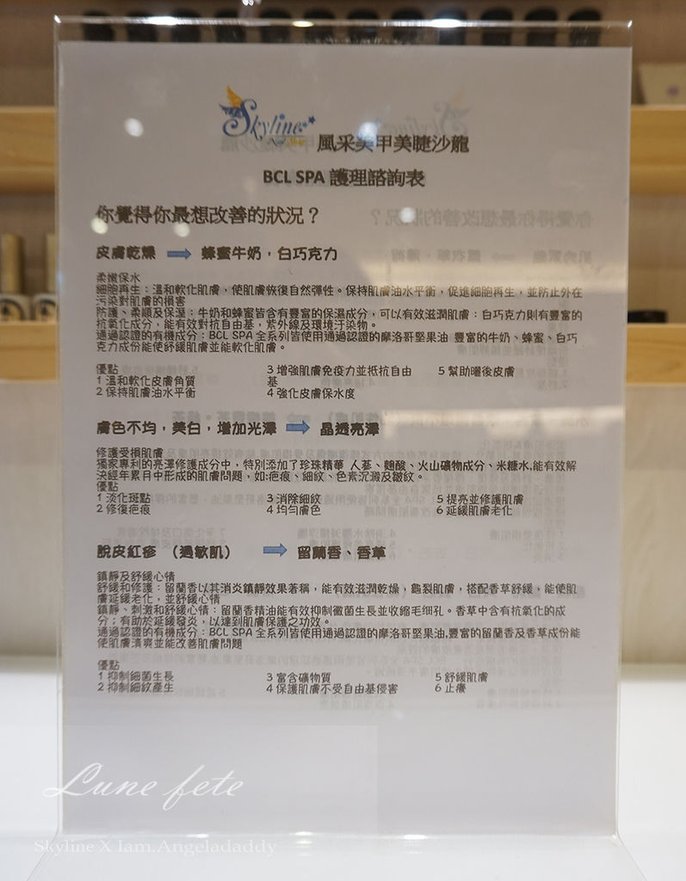 Skyline 風采美甲美睫沙龍
BCL SPA 護理諮詢表
你覺得你最想改善的狀況？
皮膚乾燥 ➡ 蜂蜜牛奶，白巧克力
柔嫩保水
細胞再生：溫和軟化肌膚，使肌膚恢復自然彈性。保持肌膚油水平衡，促進細胞再生，並防止外在
污染對肌膚的損害
防護、柔順及保濕：牛奶和蜂蜜皆含有豐富的保濕成分，可以有效滋潤肌膚：白巧克力則有豐富的
抗氧化成分，能有效對抗自由基，紫外線及環境汙染物。
通過認證的有機成分：BCL SPA 全系列皆使用通過認證的摩洛哥堅果油 豐富的牛奶、蜂蜜、白巧
克力成份能使舒緩肌膚並能軟化肌膚。
優點
1 溫和軟化皮膚角質 3 增強肌膚免疫力並抵抗自由基 5 幫助曬後皮膚
2 保持肌膚油水平衡 4 強化皮膚保水度
膚色不均，美白，增加光澤 ➡ 晶透亮澤
修護受損肌膚
獨家專利的亮澤修護成分中，特別添加了珍珠精華 人蔘、麴酸、火山礦物成分、米糠水,能有效解
決經年累月中形成的肌膚問題，如:疤痕、細紋、色素沉澱及皺紋。
優點
1 淡化斑點 3 消除細紋 5 提亮並修護肌膚
2 修復疤痕 4 均勻膚色 6 延緩肌膚老化
脫皮紅疹 （過敏肌） ➡ 留蘭香、香草
鎮靜及舒緩心情
舒緩和修護：留蘭香以其消炎鎮靜效果著稱，能有效滋潤乾燥，龜裂肌膚，搭配香草舒緩、能使肌
膚延緩老化，並舒緩心情
鎮靜、刺激和舒緩心情：留蘭香精油能有效抑制黴菌生長並收縮毛細孔。香草中含有抗氧化的成
分；有助於延緩發炎，以達到肌膚保護之功效。
通過認證的有機成分：BCL SPA 全系列皆使用通過認證的摩洛哥堅果油,豐富的留蘭香及香草成份能
使肌膚清爽並能改善肌膚問題
優點
1 抑制細菌生長 3 富含礦物質 5 舒緩肌膚
2 抑制細紋產生 4 保護肌膚不受自由基侵害 6 止癢
Lune fete
Skyline X Iam.Angeladaddy